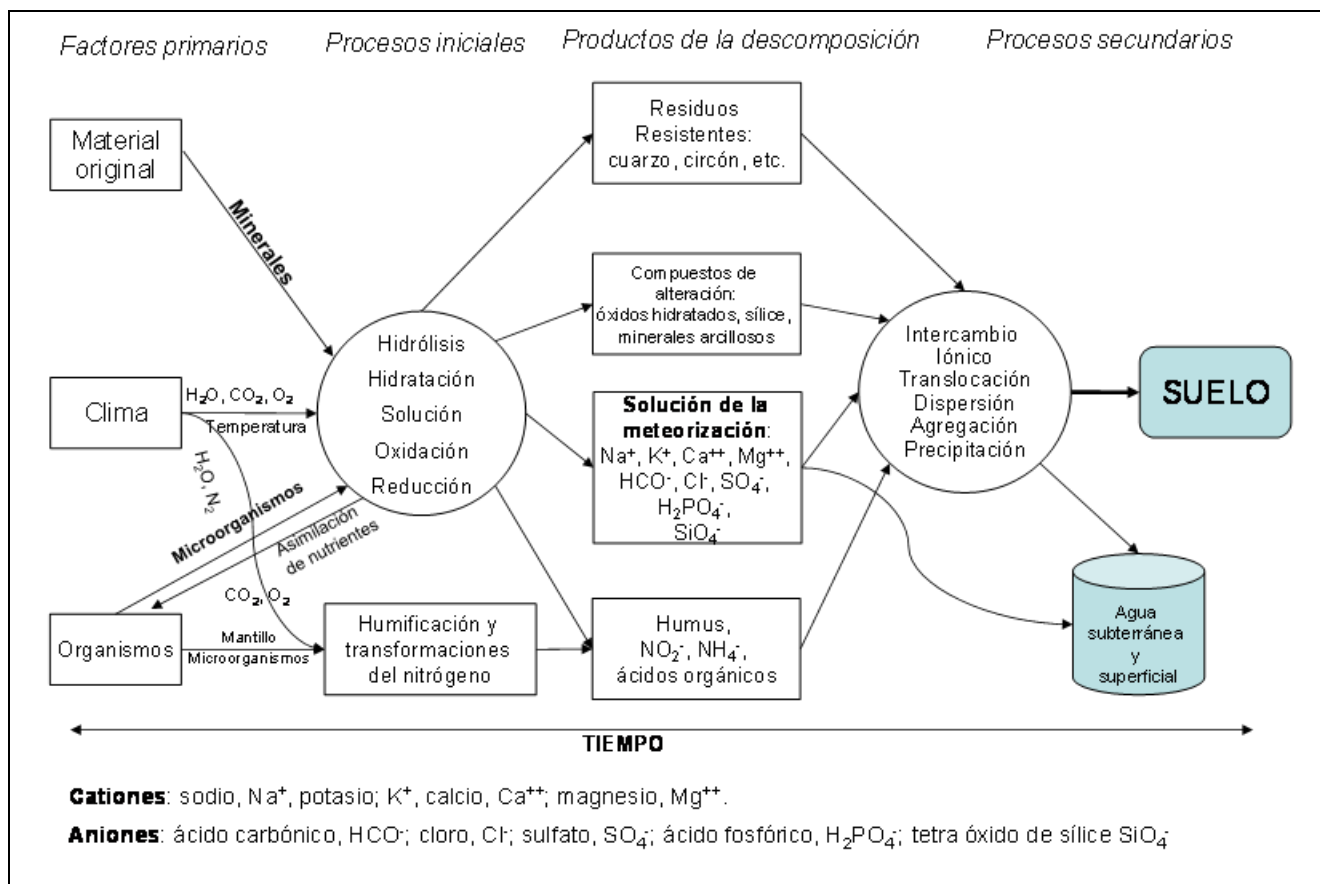 Factores primarios
Procesos iniciales
Productos de la descomposición
Procesos secundarios
Material
original
Minerales
Clima
H₂O, CO₂, O₂
Temperatura
H₂O, N₂
Microorganismos
Asimilación
de nutrientes
CO₂, O₂
Organismos
Mantillo
Microorganismos
Hidrólisis
Hidratación
Solución
Oxidación
Reducción
Humificación y
transformaciones
del nitrógeno
Residuos
Resistentes:
cuarzo, circón, etc.
Compuestos de
alteración:
óxidos hidratados, sílice,
minerales arcillosos
Solución de la
meteorización:
Na⁺, K⁺, Ca⁺⁺, Mg⁺⁺,
HCO⁻, Cl⁻, SO₄⁻,
H₂PO₄⁻,
SiO₄⁻
Humus,
NO₂⁻, NH₄⁻,
ácidos orgánicos
Intercambio
Iónico
Translocación
Dispersión
Agregación
Precipitación
SUELO
Agua
subterránea
y
superficial
TIEMPO
Cationes: sodio, Na⁺, potasio; K⁺, calcio, Ca⁺⁺; magnesio, Mg⁺⁺.
Aniones: ácido carbónico, HCO⁻; cloro, Cl⁻; sulfato, SO₄⁻; ácido fosfórico, H₂PO₄⁻; tetra óxido de sílice SiO₄⁻